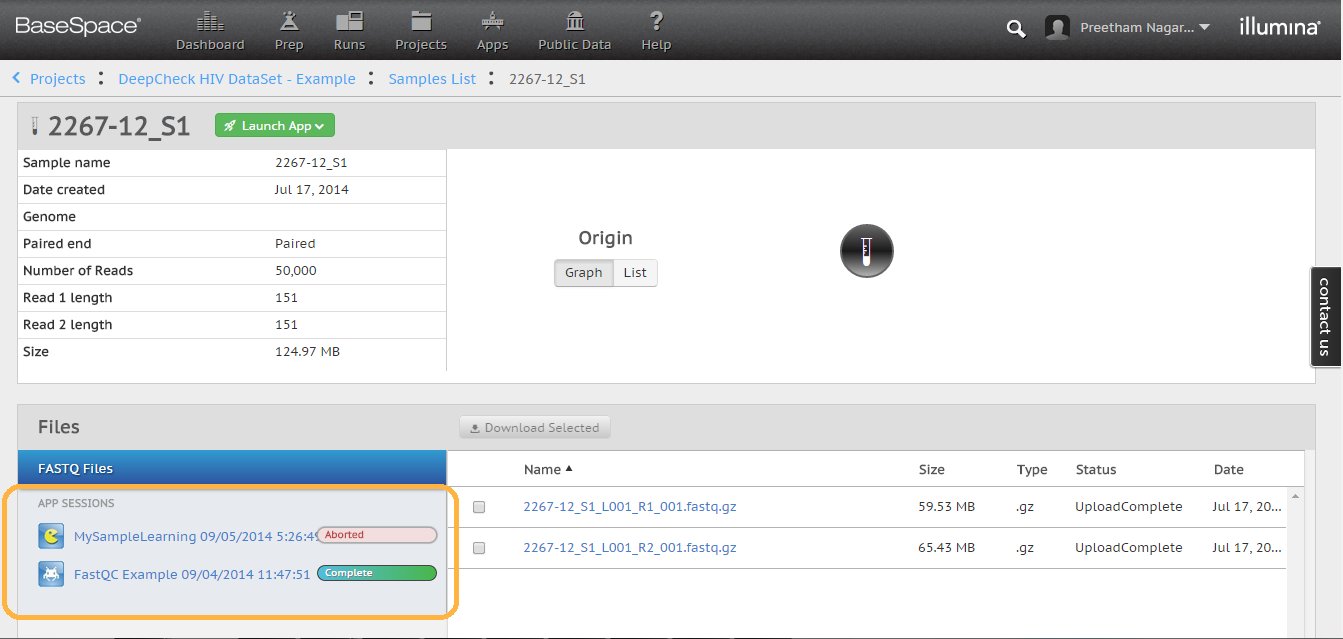 BaseSpace®
Dashboard Prep Runs Projects Apps Public Data Help
Preetham Nagar...
illumina®
Projects : DeepCheck HIV DataSet - Example : Samples List : 2267-12_S1
2267-12_S1 Launch App
Sample name 2267-12_S1
Date created Jul 17, 2014
Genome
Paired end Paired
Number of Reads 50,000
Read 1 length 151
Read 2 length 151
Size 124.97 MB
Origin
Graph List
contact us
Files Download Selected
FASTQ Files
APP SESSIONS
MySampleLearning 09/05/2014 5:26:49 Aborted
FastQC Example 09/04/2014 11:47:51 Complete
Name Size Type Status Date
2267-12_S1_L001_R1_001.fastq.gz 59.53 MB .gz UploadComplete Jul 17, 20...
2267-12_S1_L001_R2_001.fastq.gz 65.43 MB .gz UploadComplete Jul 17, 20...